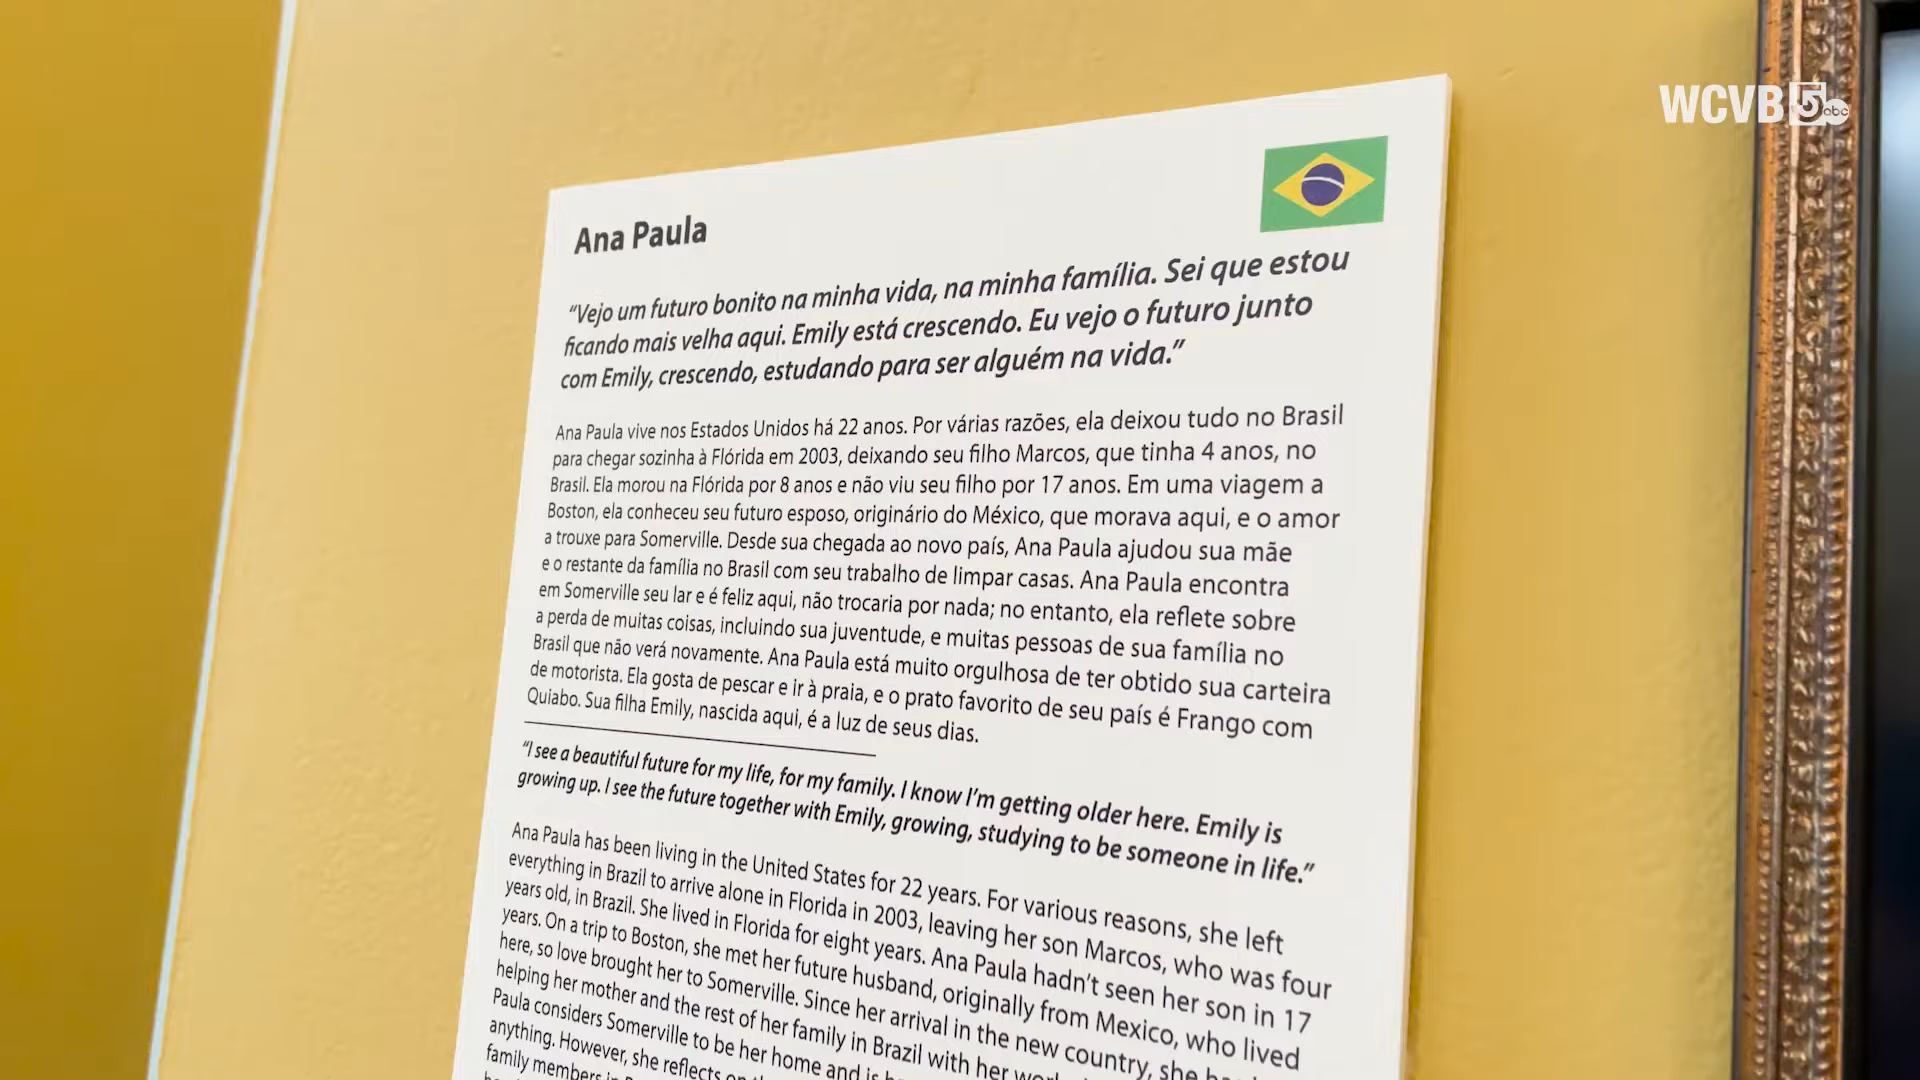 WCVB 5 abc
Ana Paula
“Vejo um futuro bonito na minha vida, na minha família. Sei que estou
ficando mais velha aqui. Emily está crescendo. Eu vejo o futuro junto
com Emily, crescendo, estudando para ser alguém na vida.”
Ana Paula vive nos Estados Unidos há 22 anos. Por várias razões, ela deixou tudo no Brasil
para chegar sozinha à Flórida em 2003, deixando seu filho Marcos, que tinha 4 anos, no
Brasil. Ela morou na Flórida por 8 anos e não viu seu filho por 17 anos. Em uma viagem a
Boston, ela conheceu seu futuro esposo, originário do México, que morava aqui, e o amor
a trouxe para Somerville. Desde sua chegada ao novo país, Ana Paula ajudou sua mãe
e o restante da família no Brasil com seu trabalho de limpar casas. Ana Paula encontra
em Somerville seu lar e é feliz aqui, não trocaria por nada; no entanto, ela reflete sobre
a perda de muitas coisas, incluindo sua juventude, e muitas pessoas de sua família no
Brasil que não verá novamente. Ana Paula está muito orgulhosa de ter obtido sua carteira
de motorista. Ela gosta de pescar e ir à praia, e o prato favorito de seu país é Frango com
Quiabo. Sua filha Emily, nascida aqui, é a luz de seus dias.
“I see a beautiful future for my life, for my family. I know I’m getting older here. Emily is
growing up. I see the future together with Emily, growing, studying to be someone in life.”
Ana Paula has been living in the United States for 22 years. For various reasons, she left
everything in Brazil to arrive alone in Florida in 2003, leaving her son Marcos, who was four
years old, in Brazil. She lived in Florida for eight years. Ana Paula hadn’t seen her son in 17
years. On a trip to Boston, she met her future husband, originally from Mexico, who lived
here, so love brought her to Somerville. Since her arrival in the new country, she
helping her mother and the rest of her family in Brazil with her
Paula considers Somerville to be her home and is
anything. However, she reflects
family members